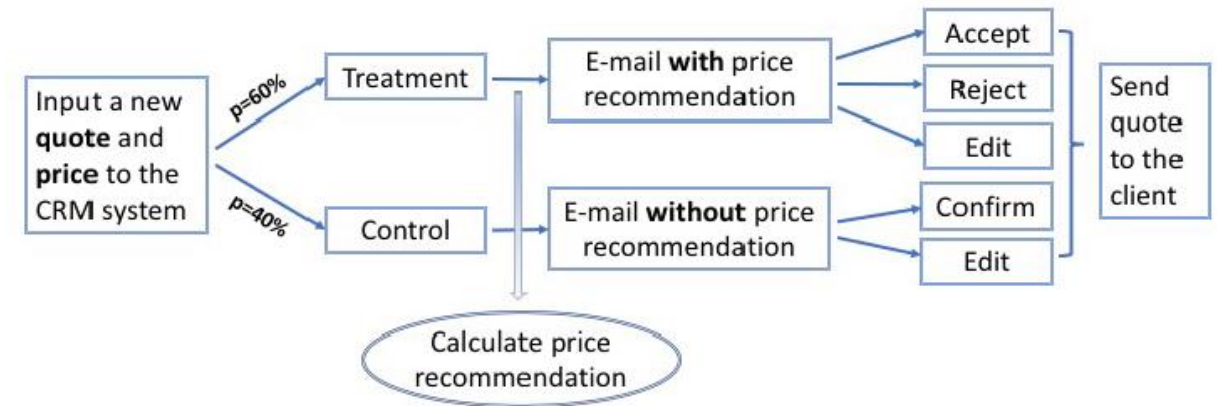 Input a new
quote and
price to the
CRM system
p=60%
p=40%
Treatment
Control
E-mail with price
recommendation
E-mail without price
recommendation
Accept
Reject
Edit
Confirm
Edit
Send
quote
to the
client
Calculate price
recommendation